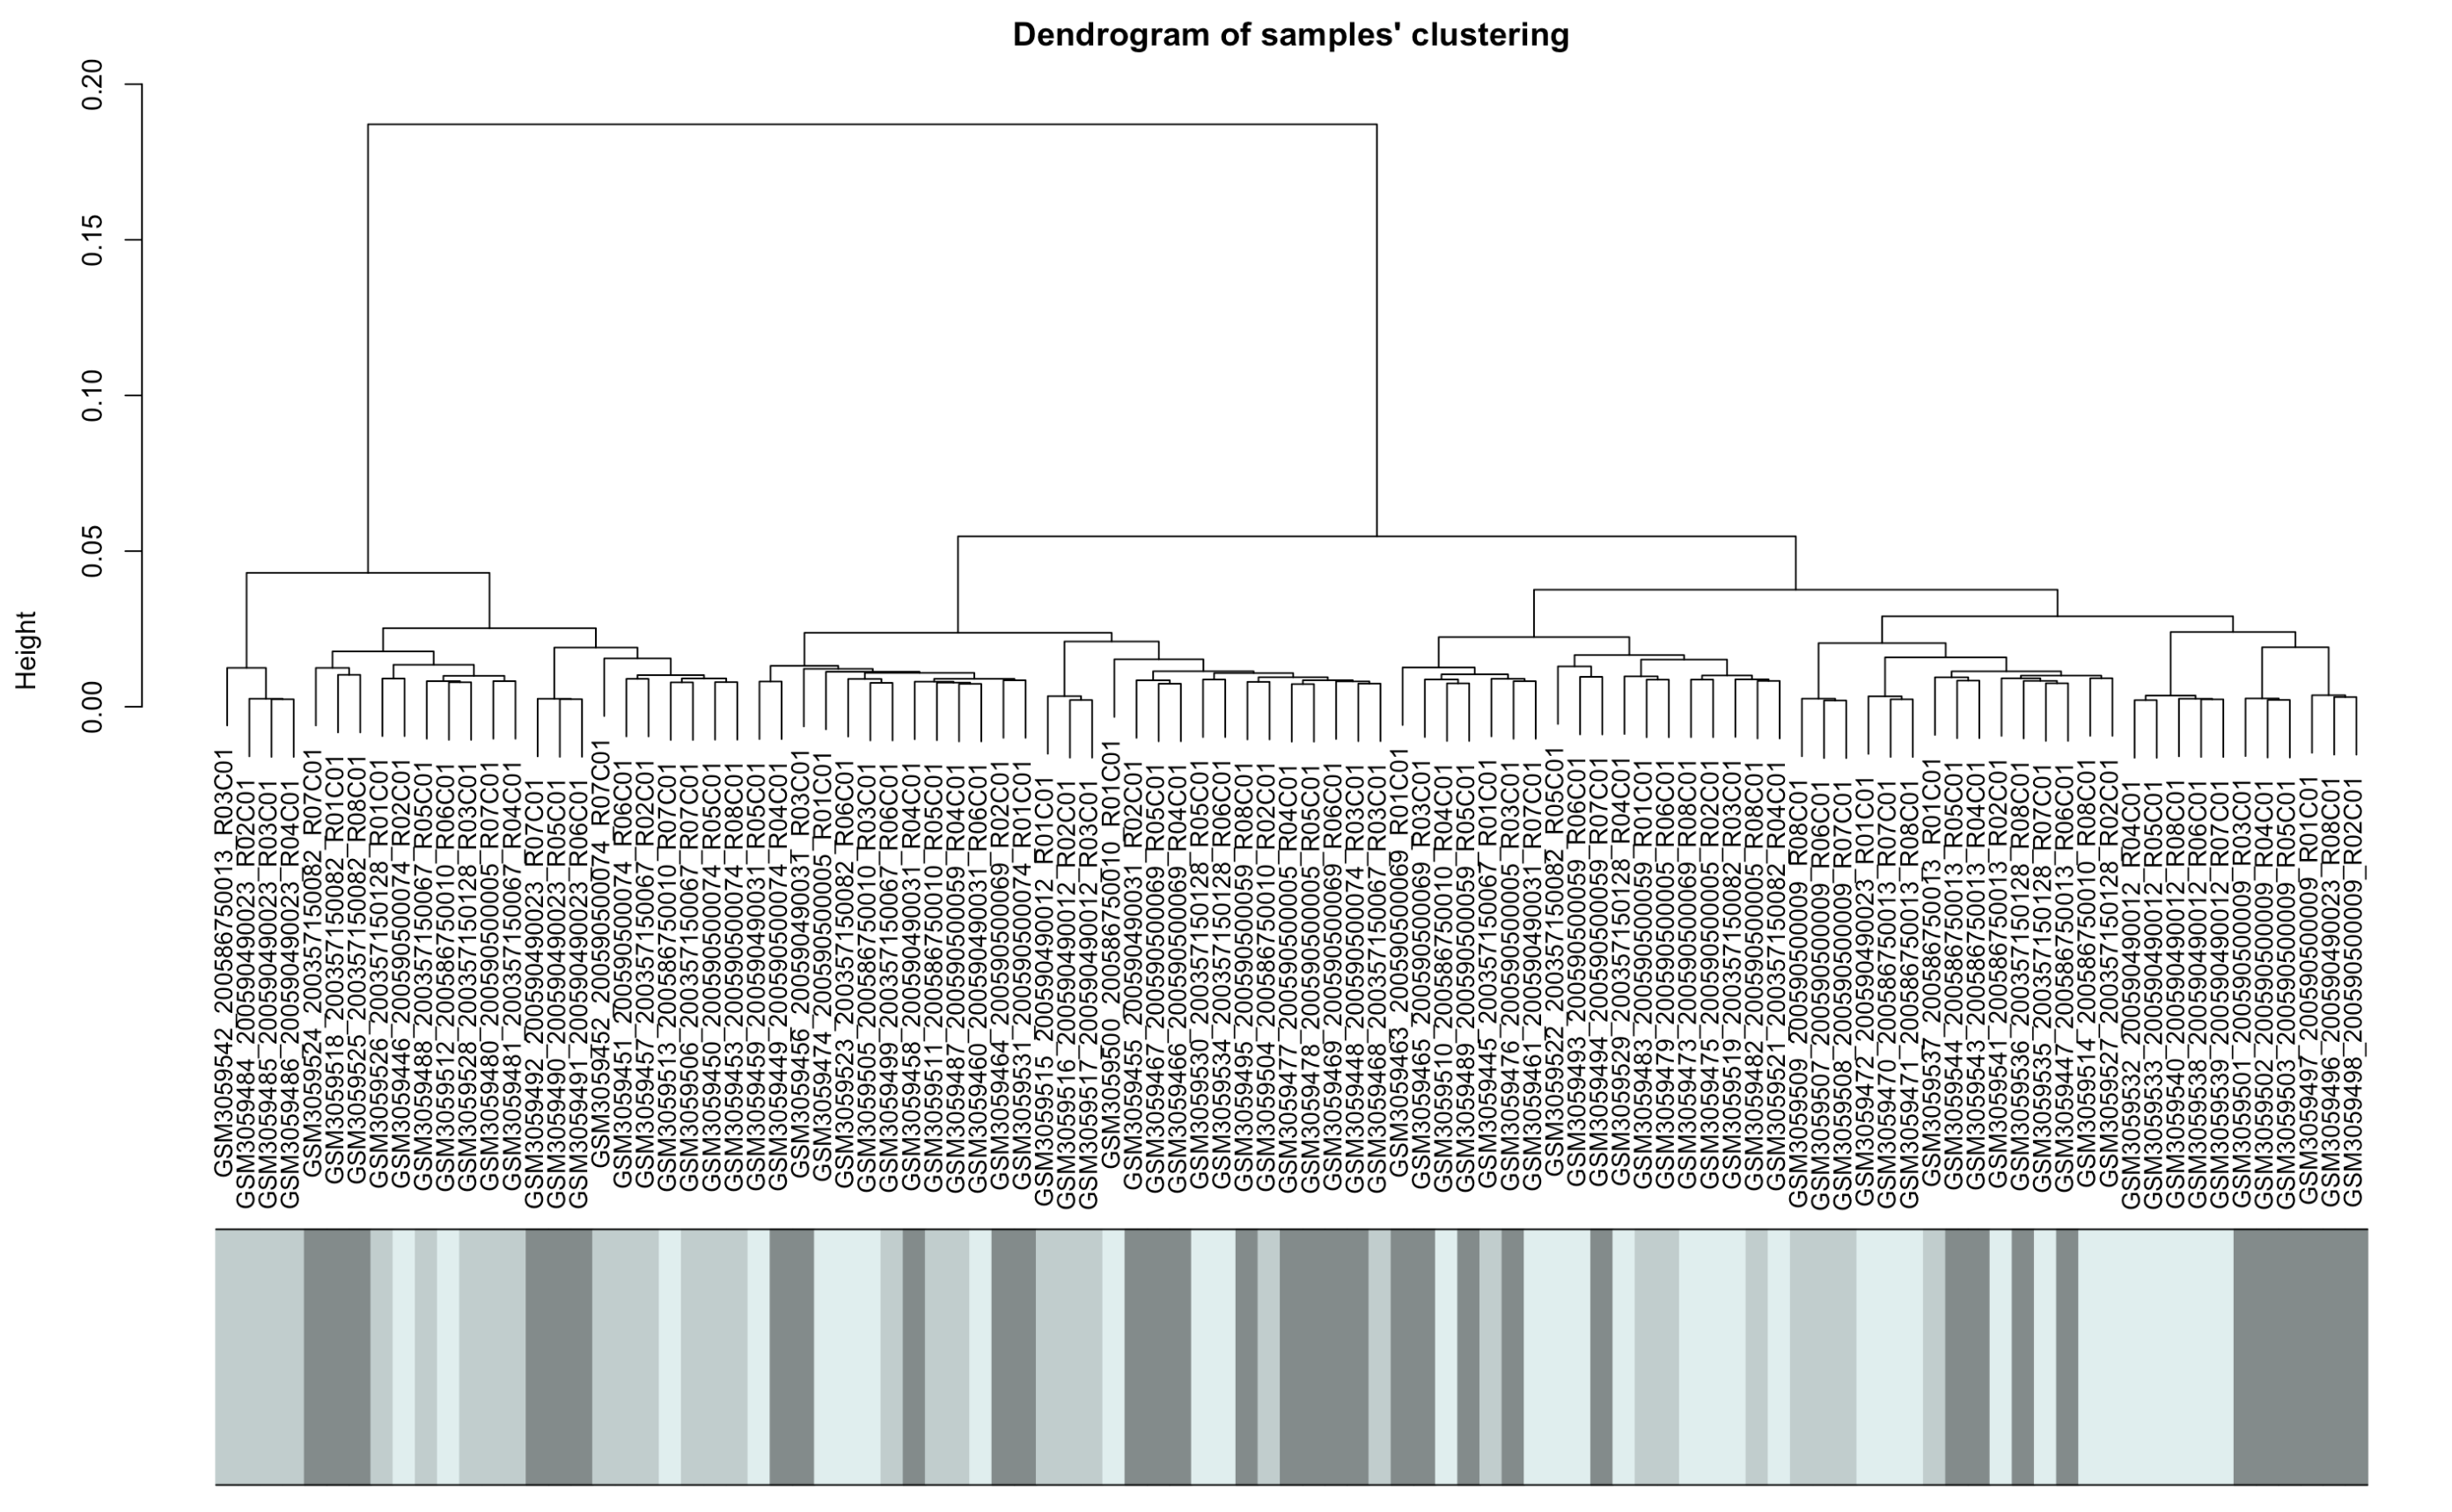 Dendrogram of samples' clustering
0.20
0.15
0.10
0.05
0.00
Height
GSM3059542_200586750013_R03C01
GSM3059484_200590490023_R02C01
GSM3059485_200590490023_R03C01
GSM3059486_200590490023_R04C01
GSM3059524_200357150082_R07C01
GSM3059518_200357150082_R01C01
GSM3059525_200357150082_R08C01
GSM3059526_200357150128_R01C01
GSM3059446_200590500074_R02C01
GSM3059488_200357150067_R05C01
GSM3059512_200586750010_R06C01
GSM3059528_200357150128_R03C01
GSM3059480_200590500005_R07C01
GSM3059481_200357150067_R04C01
GSM3059492_200590490023_R07C01
GSM3059490_200590490023_R05C01
GSM3059491_200590490023_R06C01
GSM3059452_200590500074_R07C01
GSM3059451_200590500074_R06C01
GSM3059457_200357150067_R02C01
GSM3059513_200586750010_R07C01
GSM3059506_200357150067_R07C01
GSM3059450_200590500074_R05C01
GSM3059453_200590500074_R08C01
GSM3059459_200590490031_R05C01
GSM3059449_200590500074_R04C01
GSM3059456_200590490031_R03C01
GSM3059474_200590500005_R01C01
GSM3059523_200357150082_R06C01
GSM3059505_200586750010_R03C01
GSM3059499_200357150067_R06C01
GSM3059458_200590490031_R04C01
GSM3059511_200586750010_R05C01
GSM3059487_200590500059_R04C01
GSM3059460_200590490031_R06C01
GSM3059464_200590500069_R02C01
GSM3059531_200590500074_R01C01
GSM3059515_200590490012_R01C01
GSM3059516_200590490012_R02C01
GSM3059517_200590490012_R03C01
GSM3059500_200586750010_R01C01
GSM3059455_200590490031_R02C01
GSM3059467_200590500069_R05C01
GSM3059466_200590500069_R04C01
GSM3059530_200357150128_R05C01
GSM3059534_200357150128_R06C01
GSM3059495_200590500059_R08C01
GSM3059504_200586750010_R02C01
GSM3059477_200590500005_R04C01
GSM3059478_200590500005_R05C01
GSM3059469_200590500069_R06C01
GSM3059448_200590500074_R03C01
GSM3059468_200357150067_R03C01
GSM3059463_200590500069_R01C01
GSM3059465_200590500069_R03C01
GSM3059510_200586750010_R04C01
GSM3059489_200590500059_R05C01
GSM3059445_200357150067_R01C01
GSM3059476_200590500005_R03C01
GSM3059461_200590490031_R07C01
GSM3059522_200357150082_R05C01
GSM3059493_200590500059_R06C01
GSM3059494_200590500059_R07C01
GSM3059529_200357150128_R04C01
GSM3059483_200590500059_R01C01
GSM3059479_200590500005_R06C01
GSM3059473_200590500069_R08C01
GSM3059475_200590500005_R02C01
GSM3059519_200357150082_R03C01
GSM3059482_200590500005_R08C01
GSM3059521_200357150082_R04C01
GSM3059509_200590500009_R08C01
GSM3059507_200590500009_R06C01
GSM3059508_200590500009_R07C01
GSM3059472_200590490023_R01C01
GSM3059470_200586750013_R07C01
GSM3059471_200586750013_R08C01
GSM3059537_200586750013_R01C01
GSM3059544_200586750013_R05C01
GSM3059543_200586750013_R04C01
GSM3059541_200586750013_R02C01
GSM3059536_200357150128_R08C01
GSM3059535_200357150128_R07C01
GSM3059447_200586750013_R06C01
GSM3059514_200586750010_R08C01
GSM3059527_200357150128_R02C01
GSM3059532_200590490012_R04C01
GSM3059533_200590490012_R05C01
GSM3059540_200590490012_R08C01
GSM3059538_200590490012_R06C01
GSM3059539_200590490012_R07C01
GSM3059501_200590500009_R03C01
GSM3059502_200590500009_R04C01
GSM3059503_200590500009_R05C01
GSM3059497_200590500009_R01C01
GSM3059496_200590490023_R08C01
GSM3059498_200590500009_R02C01